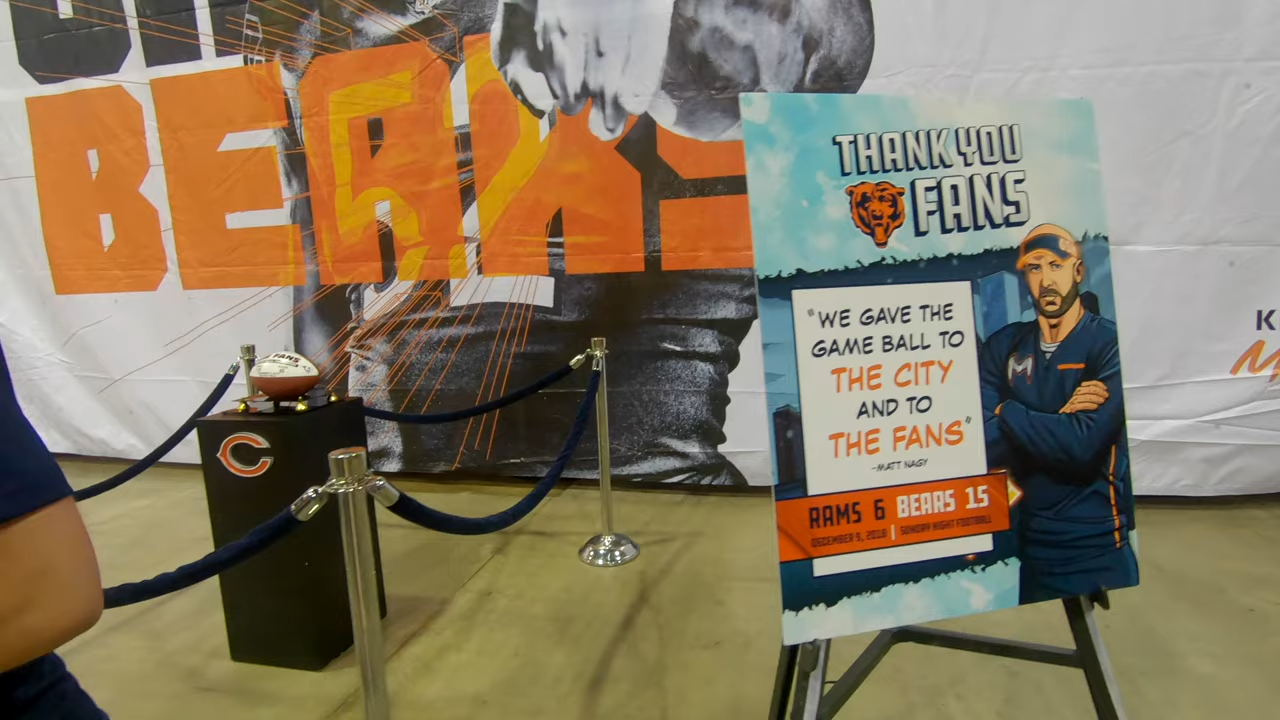 BEARS
52
THANK YOU
FANS
"WE GAVE THE
GAME BALL TO
THE CITY
AND TO
THE FANS"
-MATT NAGY
RAMS 6 BEARS 15
DECEMBER 9, 2018 | SUNDAY NIGHT FOOTBALL
FANS
C
K
M